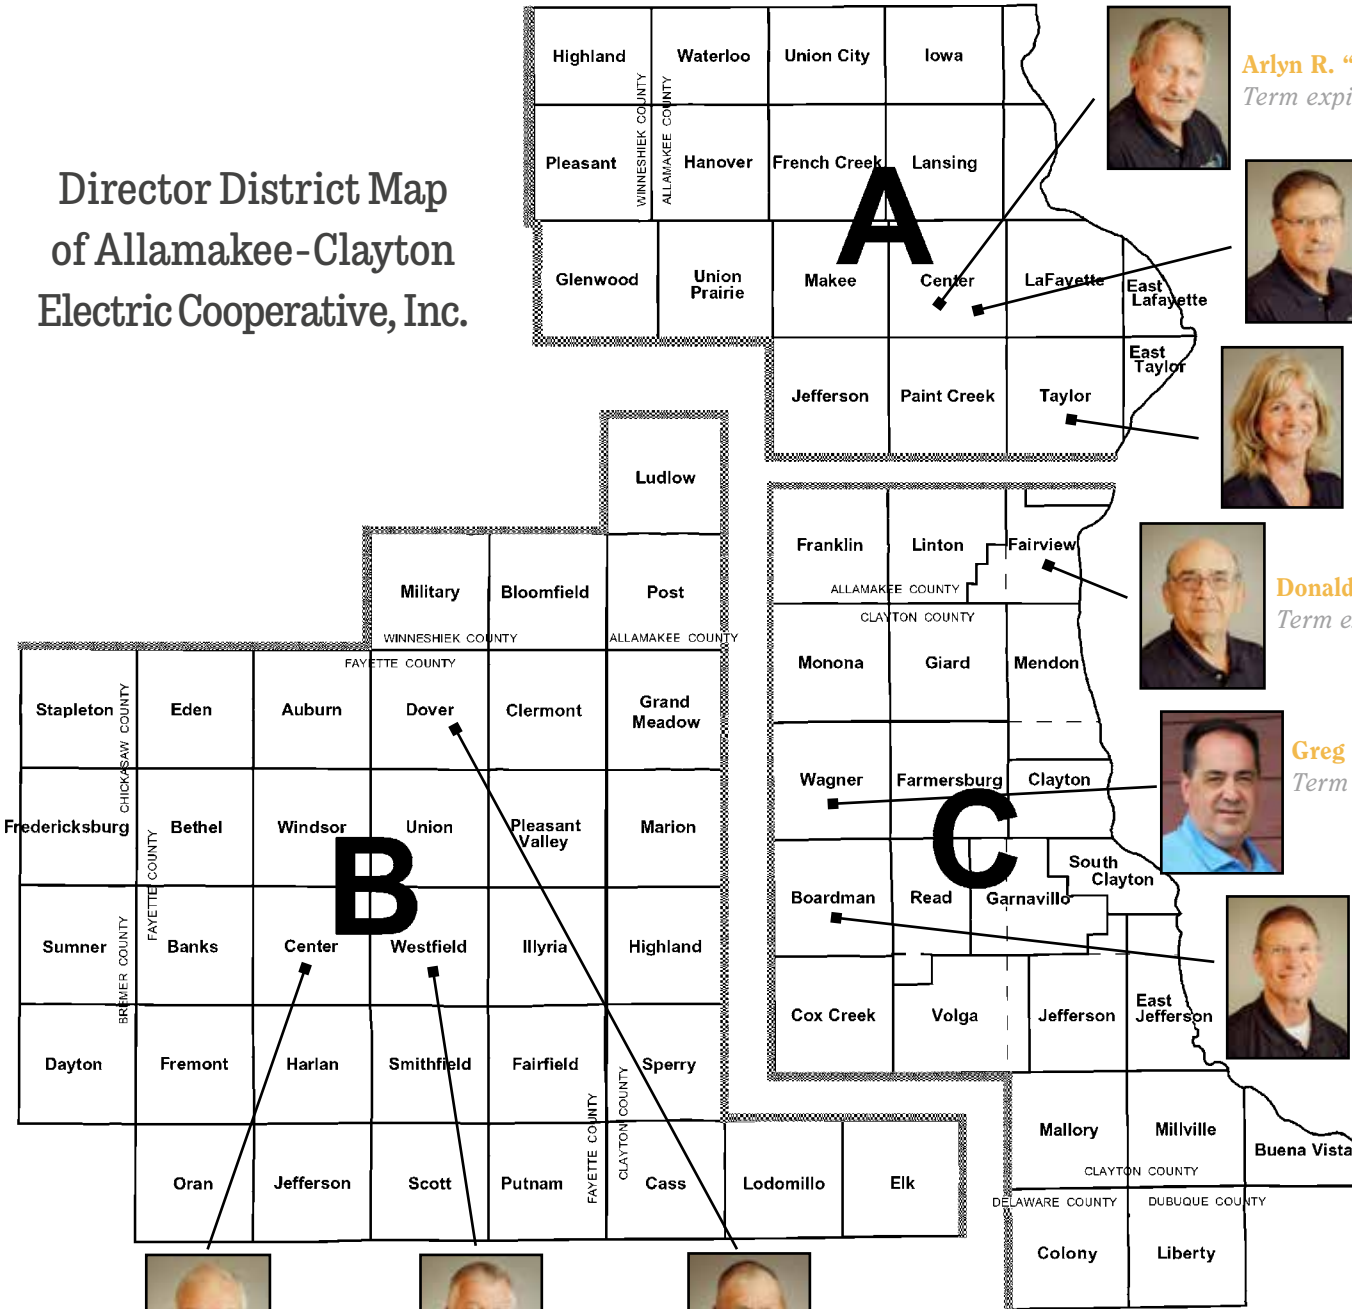 Director District Map
of Allamakee-Clayton
Electric Cooperative, Inc.
Highland
Waterloo
Union City
Iowa
WINNESHIEK COUNTY
ALLAMAKEE COUNTY
Pleasant
Hanover
French Creek
Lansing
A
Glenwood
Union
Prairie
Makee
Center
LaFayette
East
Lafayette
East
Taylor
Jefferson
Paint Creek
Taylor
Arlyn R. “
Term expi
Ludlow
Military
Bloomfield
Post
WINNESHIEK COUNTY
ALLAMAKEE COUNTY
FAYETTE COUNTY
Stapleton
CHICKASAW COUNTY
Eden
Auburn
Dover
Clermont
Grand
Meadow
Fredericksburg
FAYETTE COUNTY
Bethel
Windsor
Union
Pleasant
Valley
Marion
B
Sumner
BREMER COUNTY
Banks
Center
Westfield
Illyria
Highland
Dayton
Fremont
Harlan
Smithfield
Fairfield
Sperry
FAYETTE COUNTY
CLAYTON COUNTY
Oran
Jefferson
Scott
Putnam
Cass
Lodomillo
Elk
Franklin
Linton
Fairview
ALLAMAKEE COUNTY
CLAYTON COUNTY
Donald
Term e
Monona
Giard
Mendon
Wagner
Farmersburg
Clayton
Greg
Term
C
Boardman
Read
Garnavillo
South
Clayton
Cox Creek
Volga
Jefferson
East
Jefferson
Mallory
Millville
Buena Vista
CLAYTON COUNTY
DELAWARE COUNTY
DUBUQUE COUNTY
Colony
Liberty